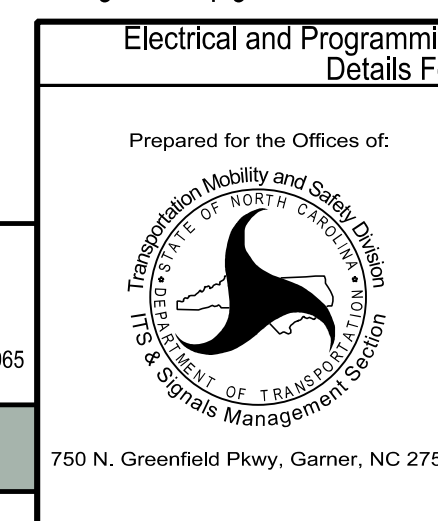 Electrical and Programmi
Details F
Prepared for the Offices of:
Transportation Mobility and Safety Division
STATE OF NORTH CAROLINA
DEPARTMENT OF TRANSPORTATION
ITS & Signals Management Section
065
750 N. Greenfield Pkwy, Garner, NC 275